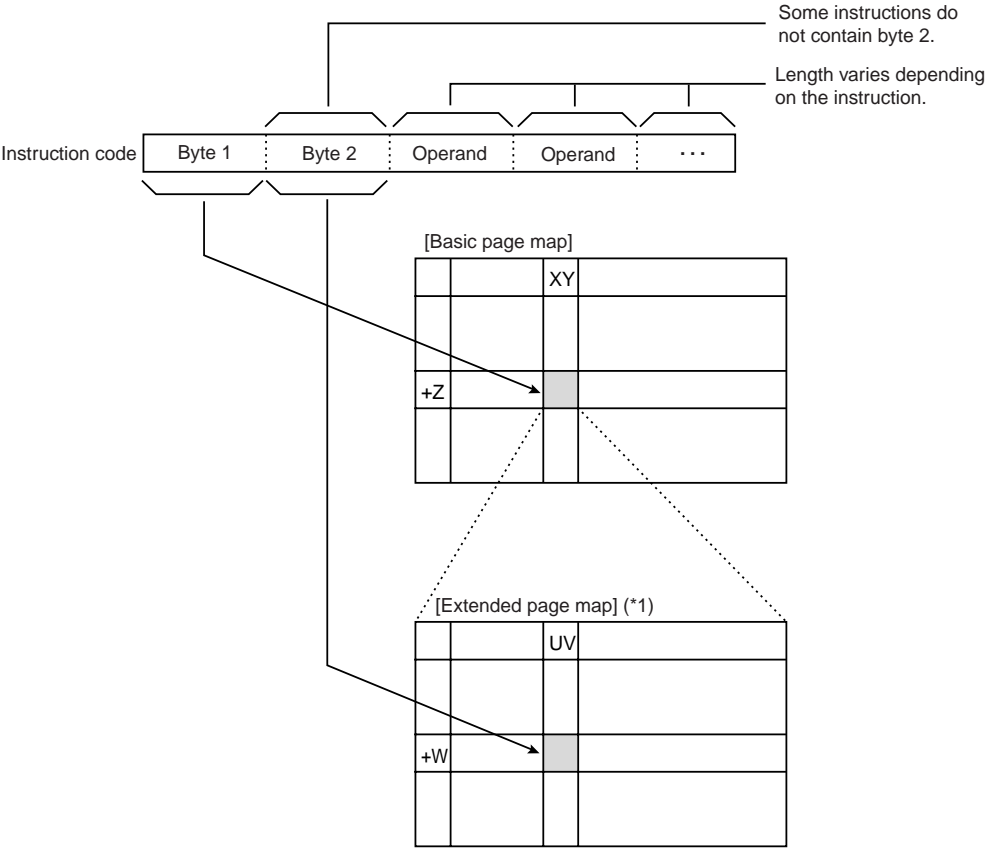 Some instructions do
not contain byte 2.
Length varies depending
on the instruction.
Instruction code Byte 1 Byte 2 Operand Operand ...
[Basic page map]
XY
+Z
[Extended page map] (*1)
UV
+W